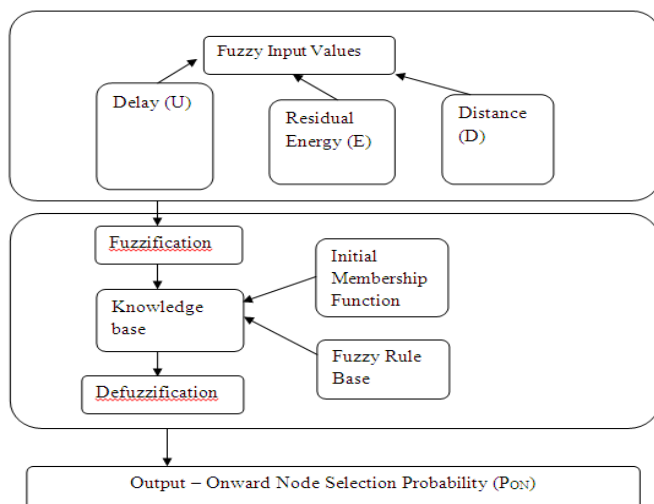 Fuzzy Input Values
Delay (U)
Residual
Energy (E)
Distance
(D)
Fuzzification
Initial
Membership
Function
Knowledge
base
Fuzzy Rule
Base
Defuzzification
Output – Onward Node Selection Probability (PON)